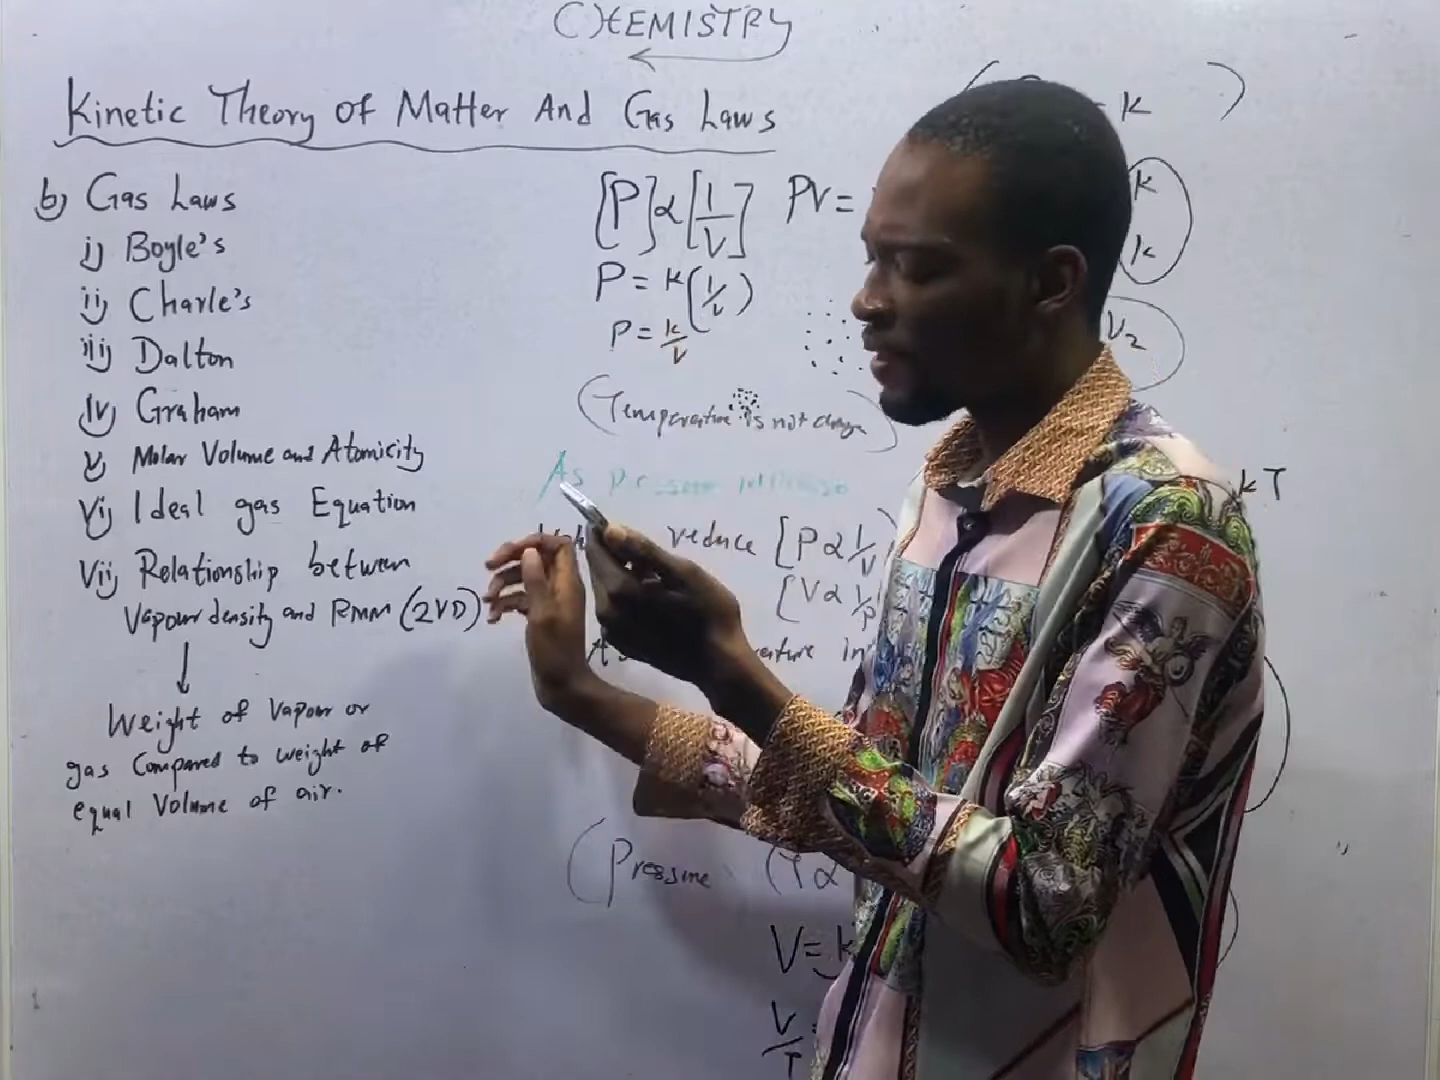 CHEMISTRY
Kinetic Theory Of Matter And Gas Laws
b) Gas Laws
i) Boyle's
ii) Charle's
iii) Dalton
iv) Graham
v) Molar Volume and Atomicity
vi) Ideal gas Equation
vii) Relationship between
Vapour density and RMM (2VD)
Weight of Vapour or
gas Compared to weight of
equal Volume of air.
[P] α [1/V] PV =
P = k(1/V)
P = k/V
(Temperature is not change)
As pressure
reduce [P α 1/V
[V α 1/P
k
k
k
V2
kT
(Pressure (T α
V = k
V/T